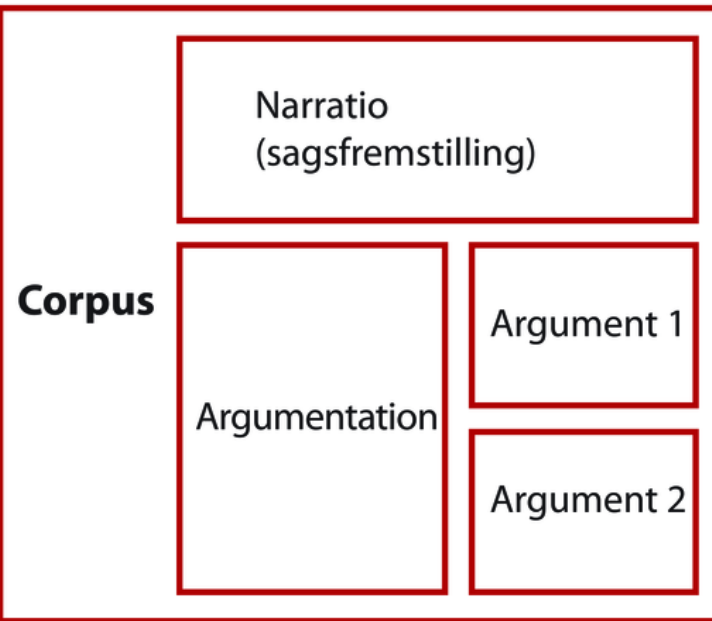 Narratio
(sagsfremstilling)
Corpus
Argumentation
Argument 1
Argument 2